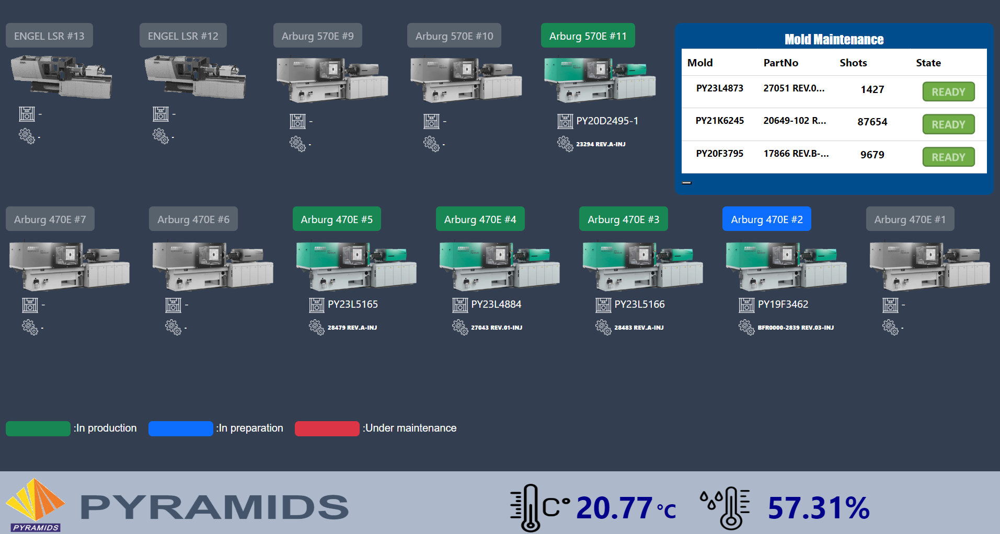 ENGEL LSR #13
ENGEL LSR #12
Arburg 570E #9
Arburg 570E #10
Arburg 570E #11
-
-
-
-
PY20D2495-1
-
-
-
-
23294 REV.A-INJ
Mold Maintenance
Mold PartNo Shots State
PY23L4873 27051 REV.0... 1427 READY
PY21K6245 20649-102 R... 87654 READY
PY20F3795 17866 REV.B-... 9679 READY
Arburg 470E #7
Arburg 470E #6
Arburg 470E #5
Arburg 470E #4
Arburg 470E #3
Arburg 470E #2
Arburg 470E #1
-
-
PY23L5165
PY23L4884
PY23L5166
PY19F3462
-
-
-
28479 REV.A-INJ
27043 REV.01-INJ
28483 REV.A-INJ
BFR0000-2839 REV.03-INJ
-
:In production
:In preparation
:Under maintenance
PYRAMIDS
PYRAMIDS
C° 20.77 °C
57.31%